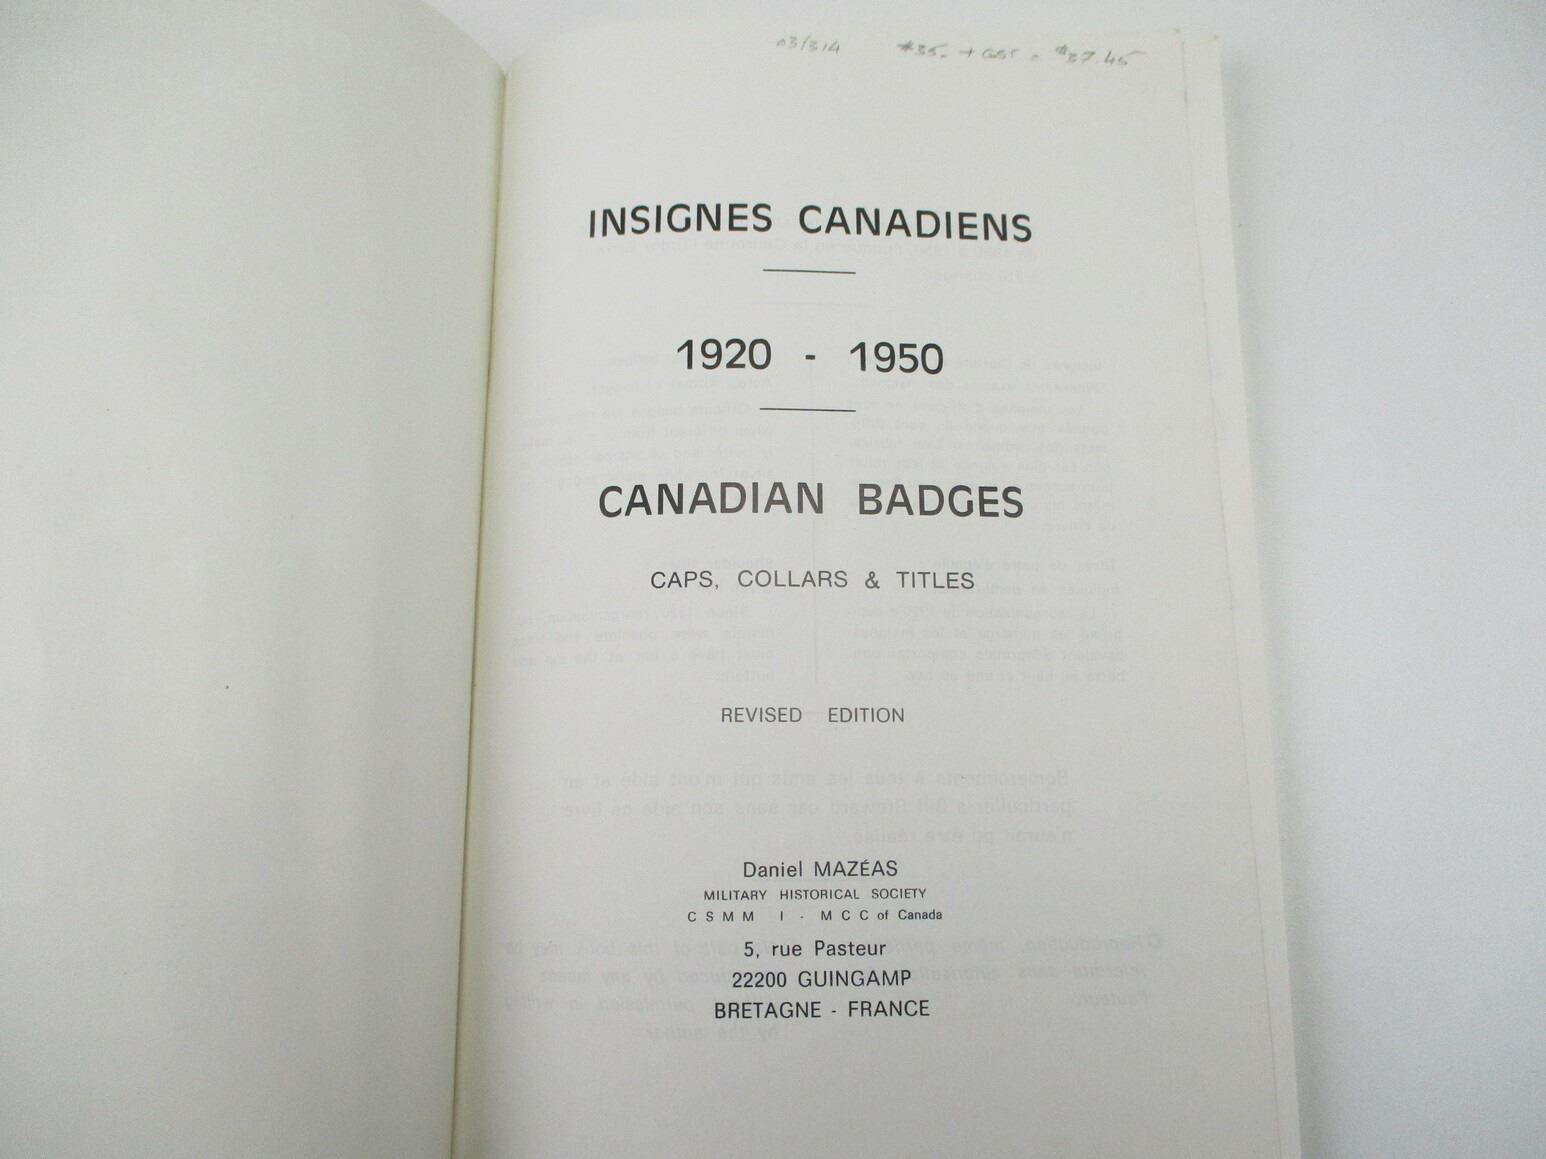 03/314 $35. + GST = $37.45
INSIGNES CANADIENS
1920 - 1950
CANADIAN BADGES
CAPS, COLLARS & TITLES
REVISED EDITION
Daniel MAZÉAS
MILITARY HISTORICAL SOCIETY
C S M M I - M C C of Canada
5, rue Pasteur
22200 GUINGAMP
BRETAGNE - FRANCE